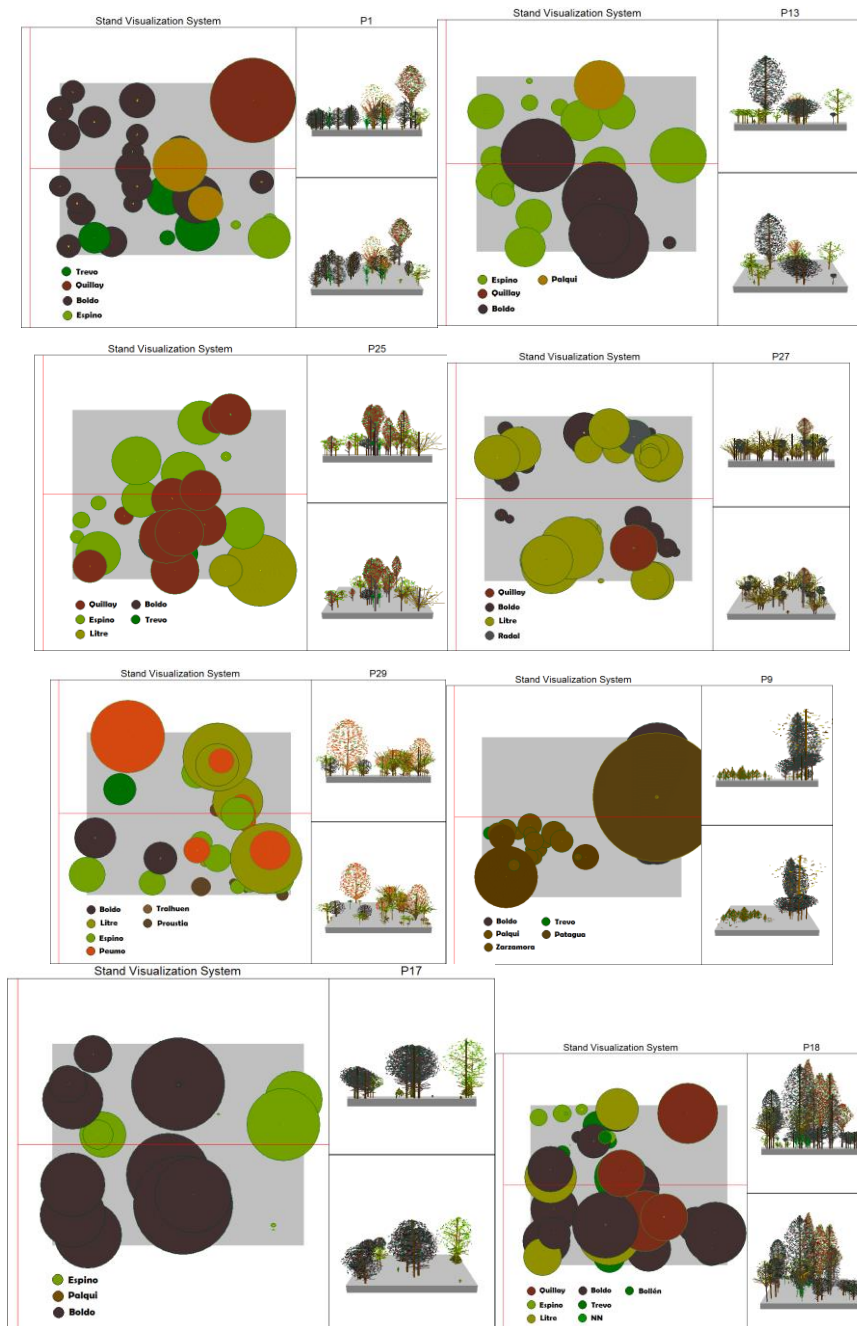 Stand Visualization System P1
Trevo
Quillay
Boldo
Espino
Stand Visualization System P13
Espino Palqui
Quillay
Boldo
Stand Visualization System P25
Quillay Boldo
Espino Trevo
Litre
Stand Visualization System P27
Quillay
Boldo
Litre
Radal
Stand Visualization System P29
Boldo Traihuen
Litre Proustia
Espino
Peumo
Stand Visualization System P9
Boldo Trevo
Palqui Patagua
Zarzamora
Stand Visualization System P17
Espino
Palqui
Boldo
Stand Visualization System P18
Quillay Boldo Bollén
Espino Trevo
Litre NN